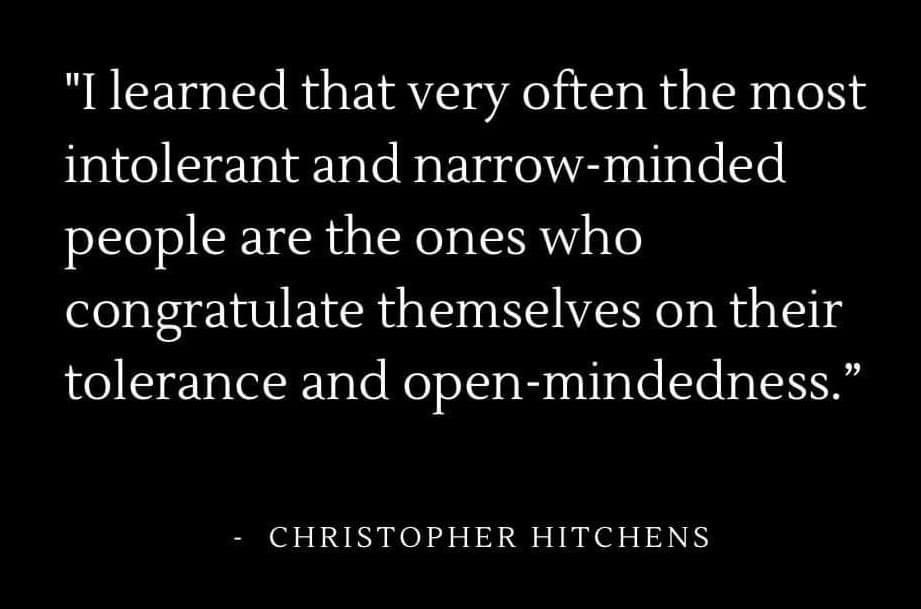 "I learned that very often the most
intolerant and narrow-minded
people are the ones who
congratulate themselves on their
tolerance and open-mindedness.”
- CHRISTOPHER HITCHENS